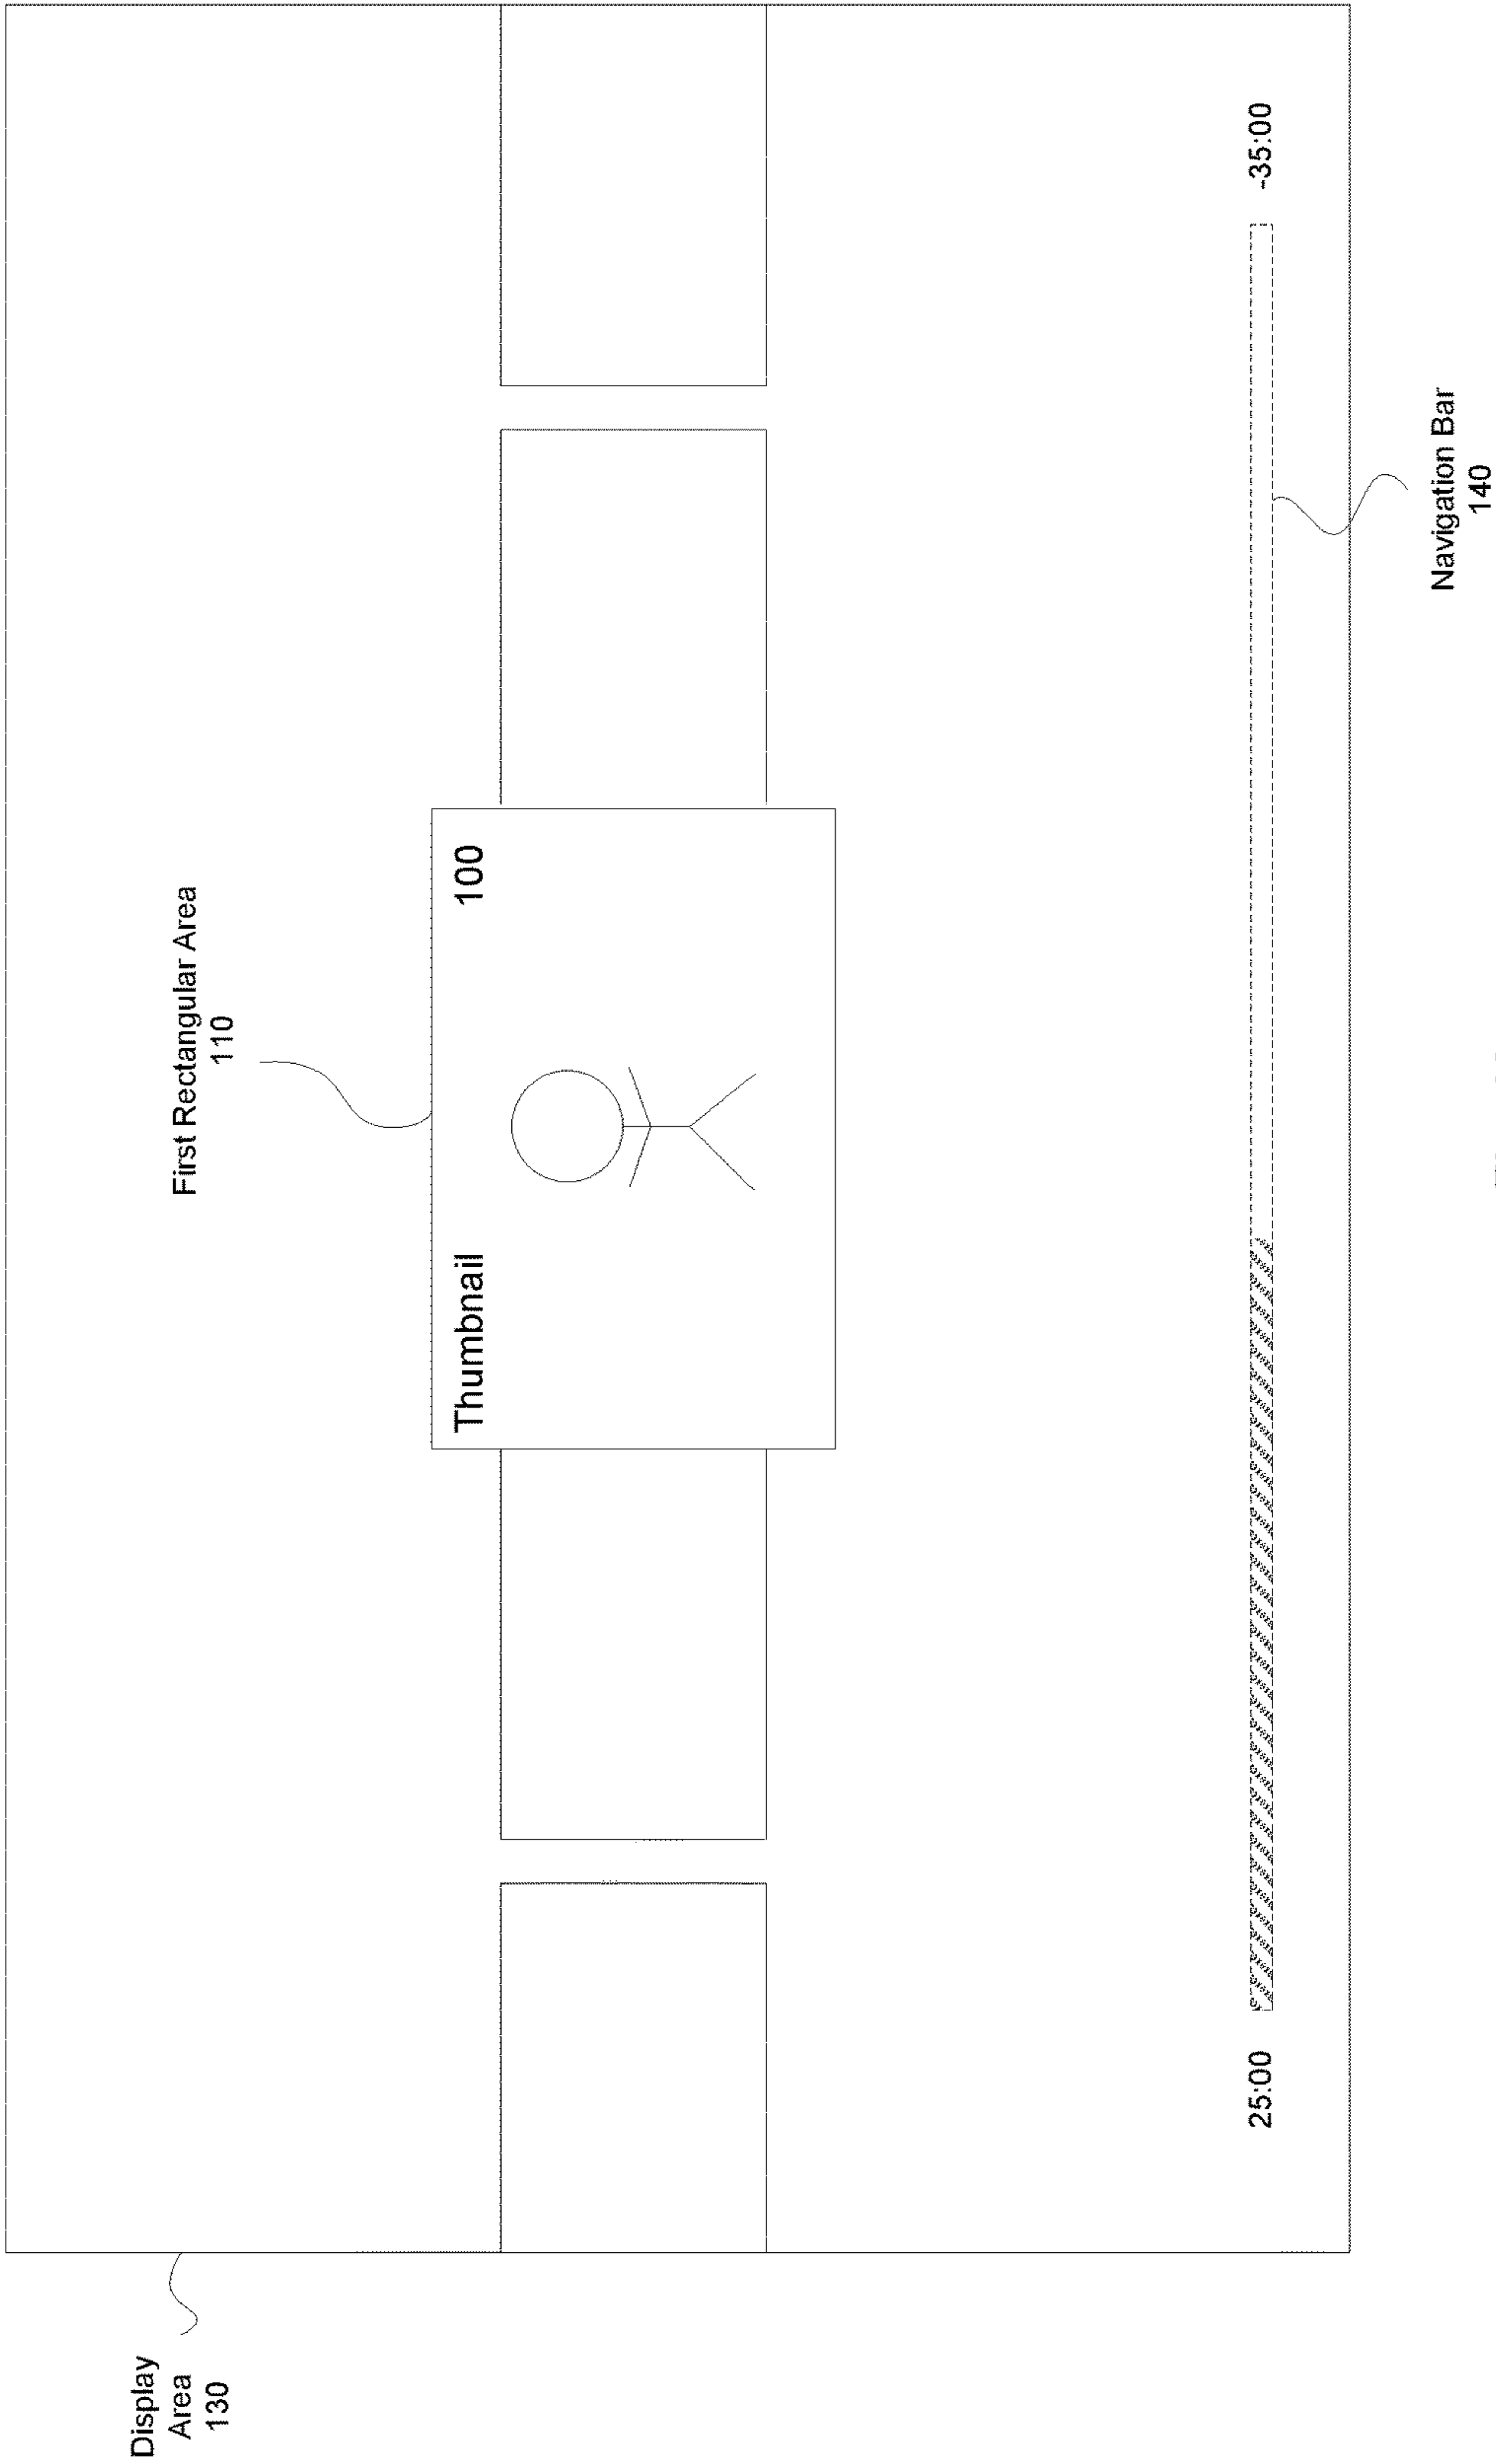 First Rectangular Area
110
Thumbnail 100
25:00 -35:00
Display
Area
130
Navigation Bar
140